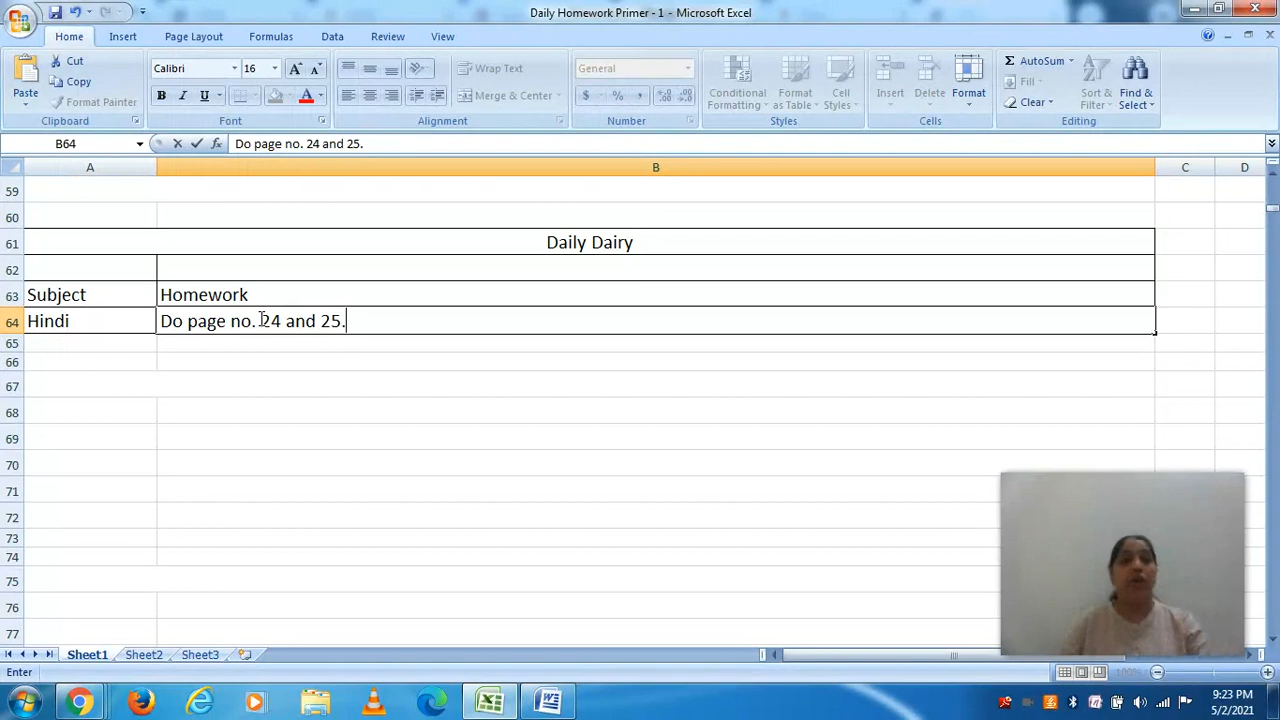 Daily Homework Primer - 1 - Microsoft Excel
Home Insert Page Layout Formulas Data Review View
Paste
Cut
Copy
Format Painter
Clipboard
Calibri 16
B I U
Font
Wrap Text
Merge & Center
Alignment
General
$ % ,
Number
Conditional Formatting
Format as Table
Cell Styles
Styles
Insert
Delete
Format
Cells
Σ AutoSum
Fill
Clear
Sort & Filter
Find & Select
Editing
B64 fx Do page no. 24 and 25.
A B C D
59
60
61 Daily Dairy
62
63 Subject Homework
64 Hindi Do page no. 24 and 25.
65
66
67
68
69
70
71
72
73
74
75
76
77
Sheet1 Sheet2 Sheet3
Enter 100%
9:23 PM
5/2/2021